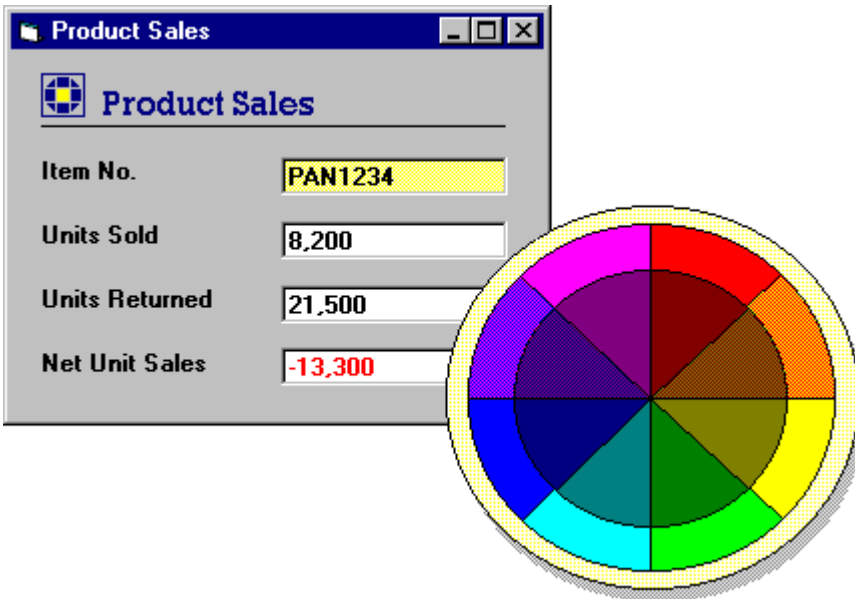 Product Sales
Product Sales
Item No. PAN1234
Units Sold 8,200
Units Returned 21,500
Net Unit Sales -13,300